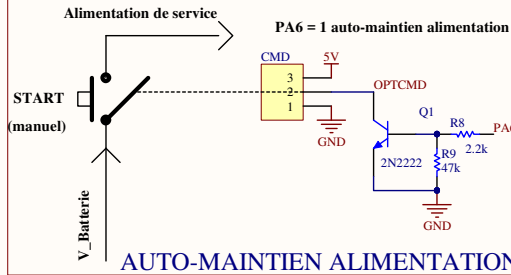 Alimentation de service
PA6 = 1 auto-maintien alimentation
CMD
5V
3
2
1
OPTCMD
START
(manuel)
GND
Q1
2N2222
R8
2.2k
PA6
R9
47k
GND
V_Batterie
AUTO-MAINTIEN ALIMENTATION